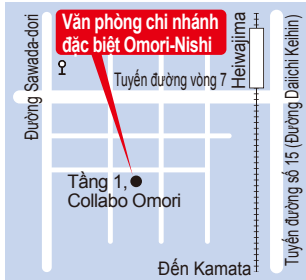 Văn phòng chi nhánh
đặc biệt Omori-Nishi
Đường Sawada-dori
Tuyến đường vòng 7
Heiwajima
Tuyến đường số 15 (Đường Daiichi Keihin)
Tầng 1,
Collabo Omori
Đến Kamata